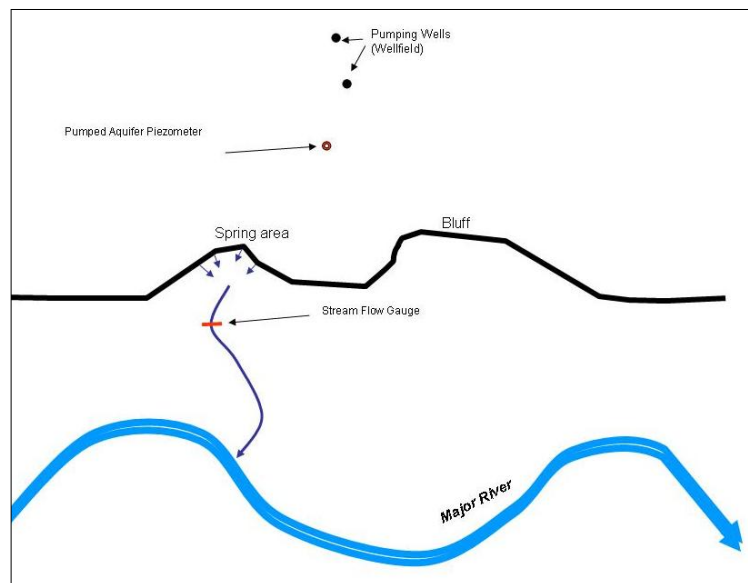 Pumping Wells
(Wellfield)
Pumped Aquifer Piezometer
Spring area
Bluff
Stream Flow Gauge
Major River